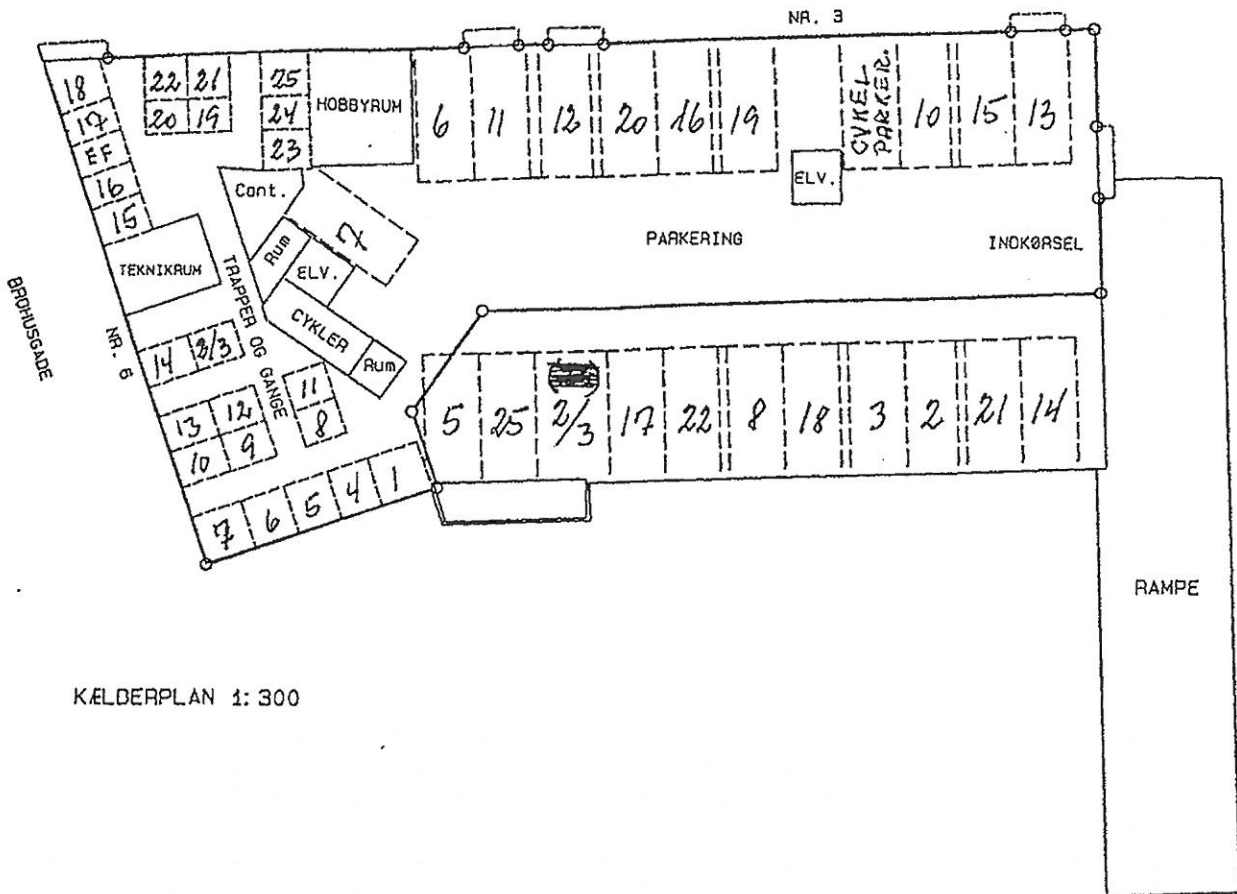 NR. 3
18
17
EF
16
15
22 21
20 19
25
24
23
HOBBYRUM
6 11 12 20 16 19
CYKEL
PARKER.
10 15 13
ELV.
Cont.
7
Rum
ELV.
CYKLER
Rum
PARKERING
INDKØRSEL
TEKNIKRUM
TRAPPER OG GANGE
BROHUSGADE
NR. 6
14 2/3
13 12
10 9
11
8
7 6 5 4 1
5 25 2/3 17 22 8 18 3 2 21 14
RAMPE
KÆLDERPLAN 1:300